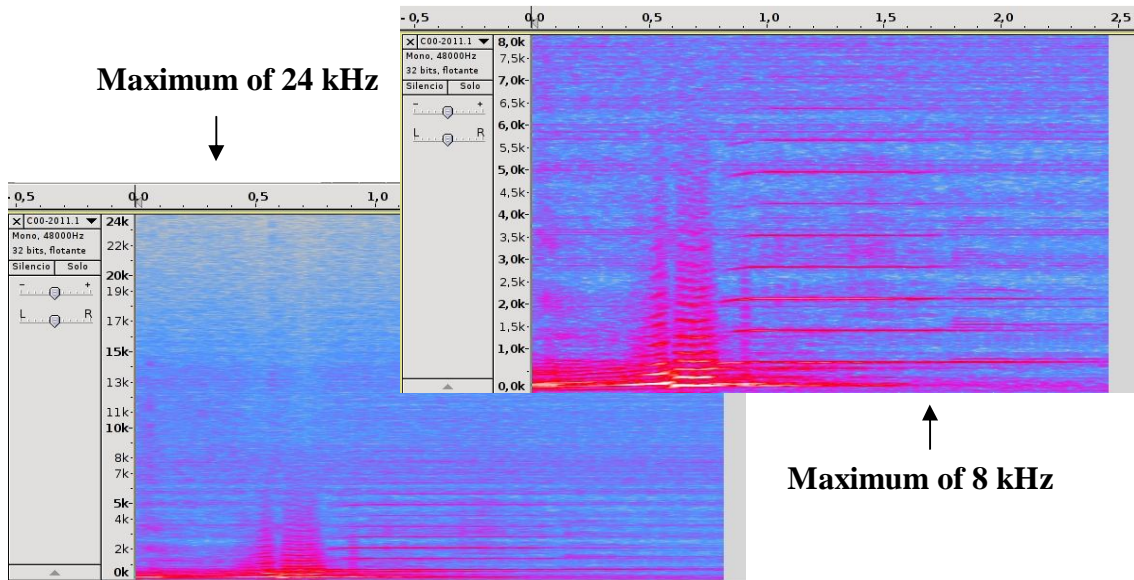 Maximum of 24 kHz
- 0,5 0,0 0,5 1,0 1,5 2,0 2,5
× C00-2011.1
Mono, 48000Hz
32 bits, flotante
Silencio Solo
- +
L R
8,0k
7,5k
7,0k
6,5k
6,0k
5,5k
5,0k
4,5k
4,0k
3,5k
3,0k
2,5k
2,0k
1,5k
1,0k
0,0k
Maximum of 8 kHz
- 0,5 0,0 0,5 1,0
× C00-2011.1
Mono, 48000Hz
32 bits, flotante
Silencio Solo
- +
L R
24k
22k
20k
19k
17k
15k
13k
11k
10k
8k
7k
5k
4k
2k
0k